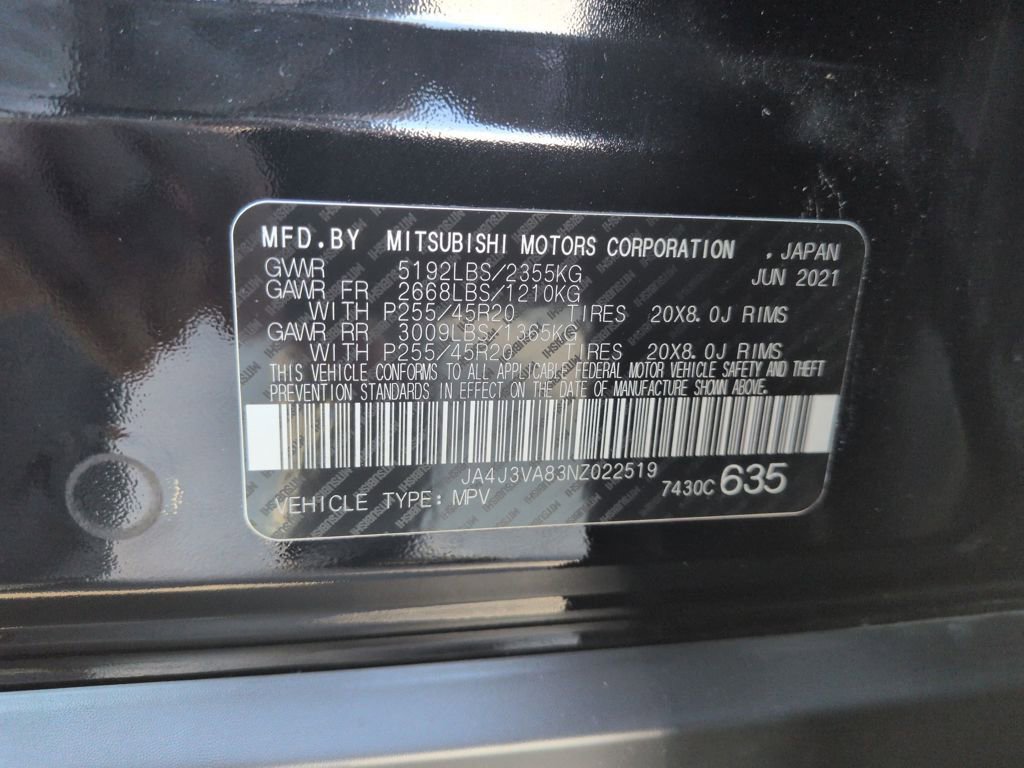 MFD.BY MITSUBISHI MOTORS CORPORATION . JAPAN
GVWR 5192LBS/2355KG JUN 2021
GAWR FR 2668LBS/1210KG
WITH P255/45R20 TIRES 20X8.0J RIMS
GAWR RR 3009LBS/1365KG
WITH P255/45R20 TIRES 20X8.0J RIMS
THIS VEHICLE CONFORMS TO ALL APPLICABLE FEDERAL MOTOR VEHICLE SAFETY AND THEFT
PREVENTION STANDARDS IN EFFECT ON THE DATE OF MANUFACTURE SHOWN ABOVE.
JA4J3VA83NZ022519
VEHICLE TYPE: MPV 7430C 635